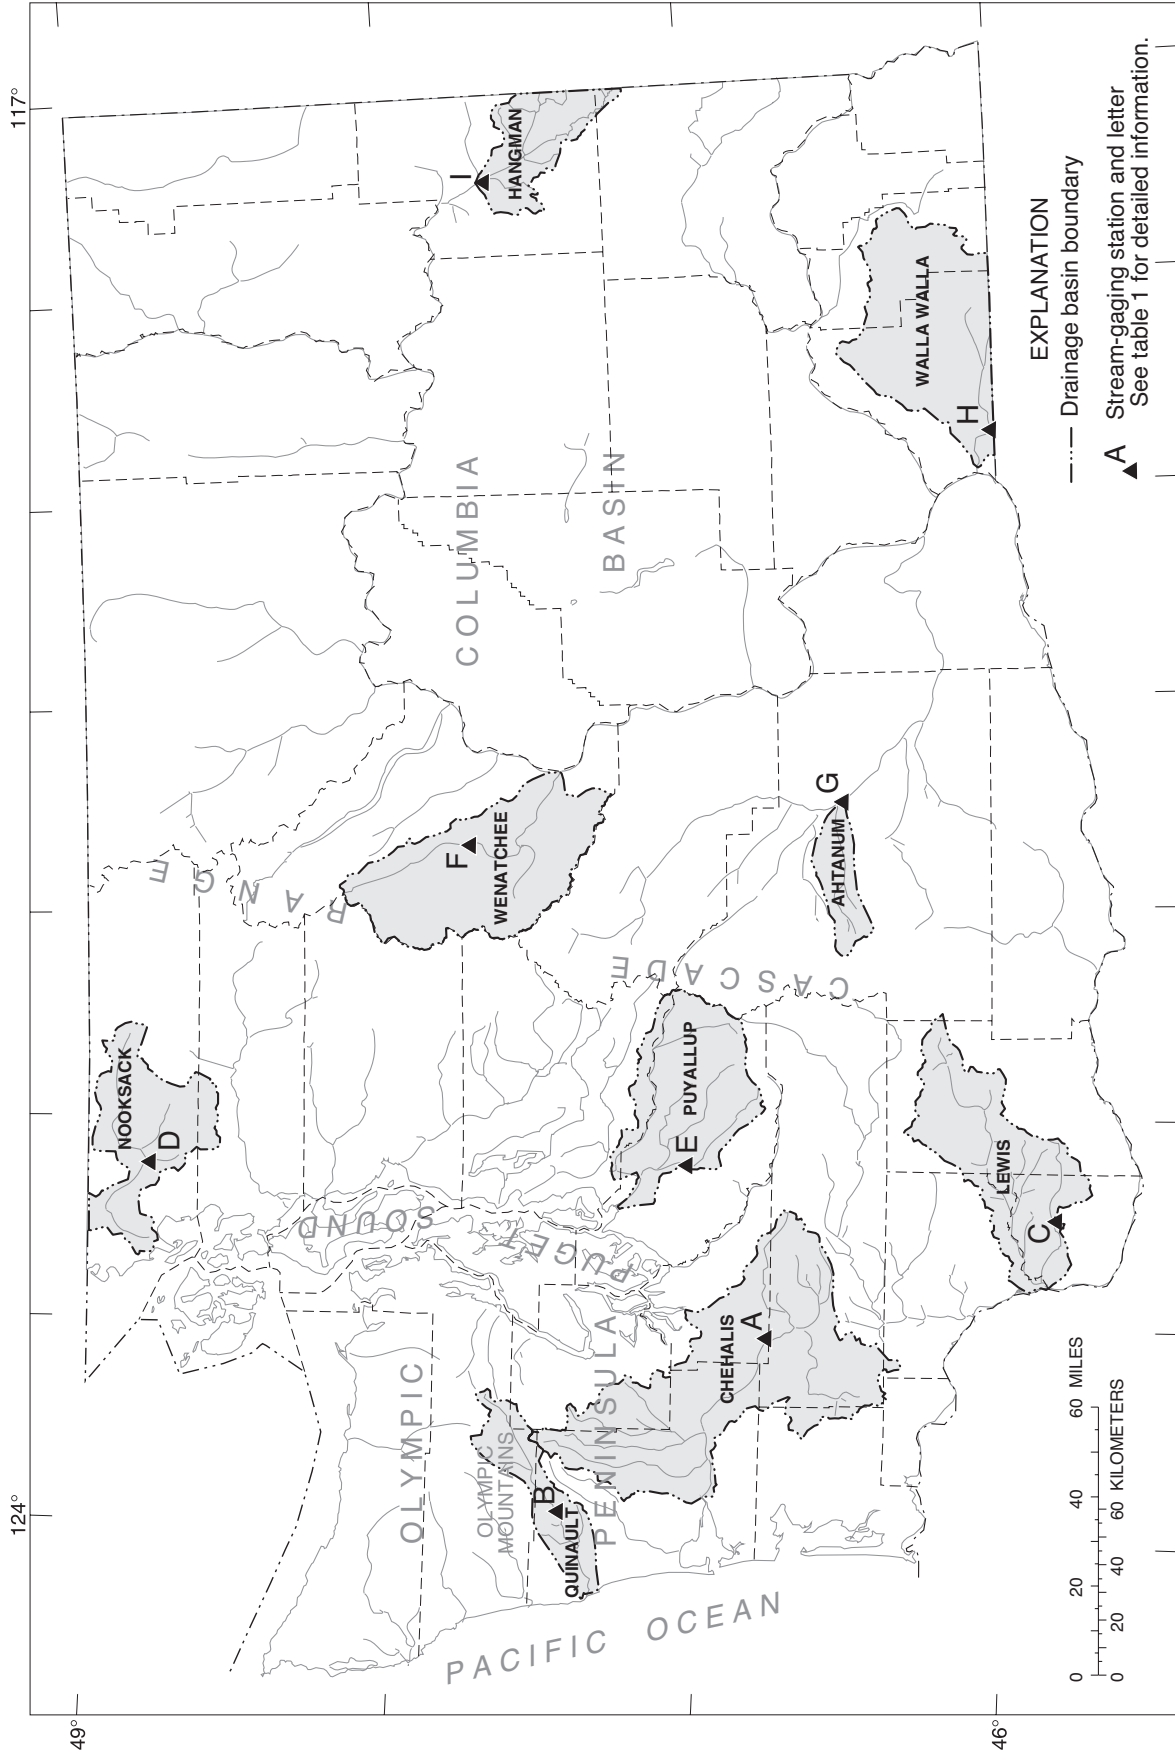 124°
117°
49°
46°
NOOKSACK
D
RANGE
OLYMPIC
PUGET
SOUND
F
WENATCHEE
COLUMBIA
I
HANGMAN
OLYMPIC
MOUNTAINS
B
QUINAULT
PENINSULA
CASCADE
BASIN
PACIFIC OCEAN
CHEHALIS
A
E
PUYALLUP
AHTANUM
G
LEWIS
C
WALLA WALLA
H
EXPLANATION
Drainage basin boundary
A
Stream-gaging station and letter
See table 1 for detailed information.
0 20 40 60 MILES
0 20 40 60 KILOMETERS